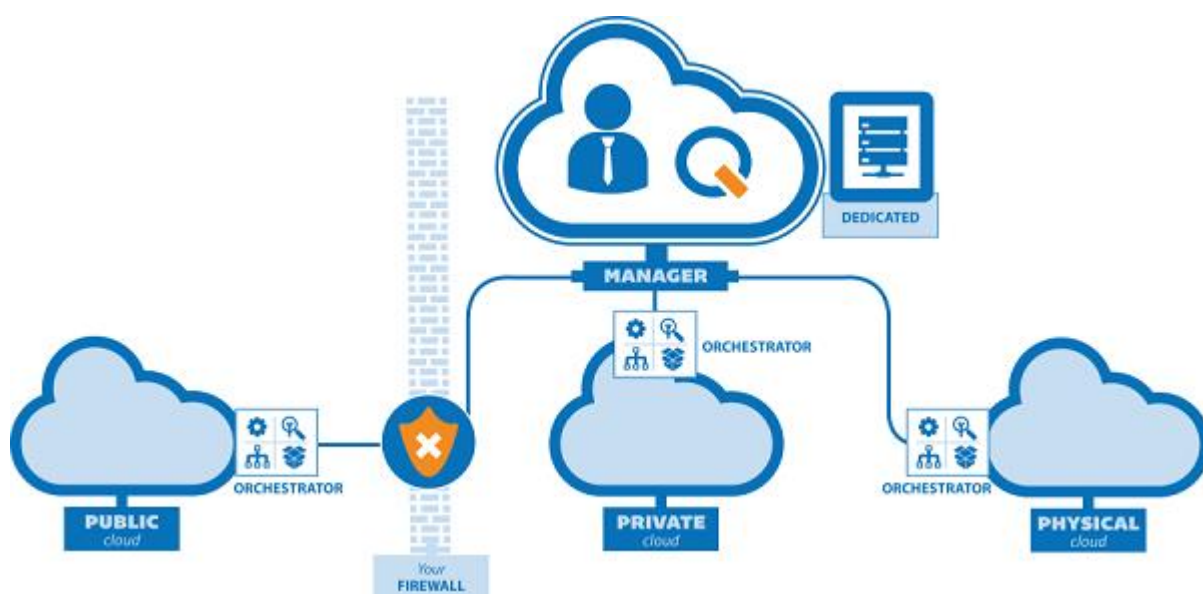 DEDICATED
MANAGER
ORCHESTRATOR
ORCHESTRATOR
ORCHESTRATOR
PUBLIC
cloud
PRIVATE
cloud
PHYSICAL
cloud
Your
FIREWALL